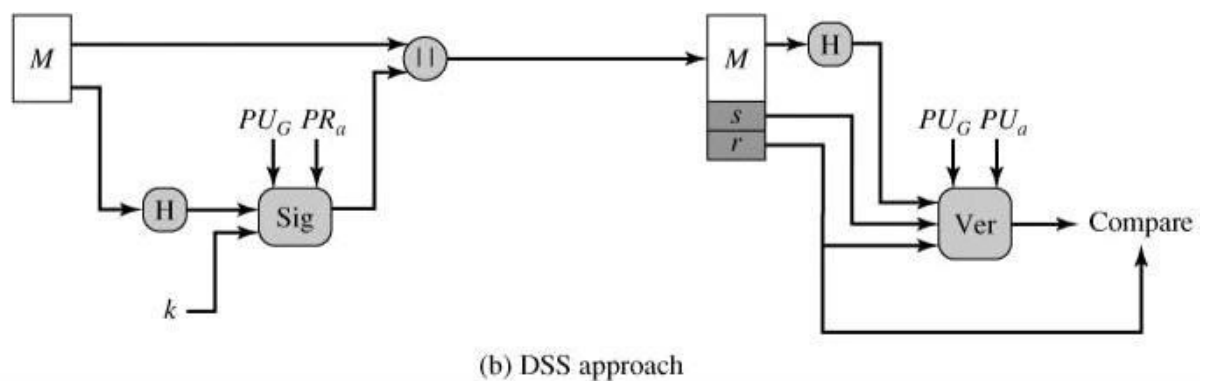 M
||
M
H
s
r
PU_G PR_a
PU_G PU_a
H
Sig
Ver
Compare
k
(b) DSS approach